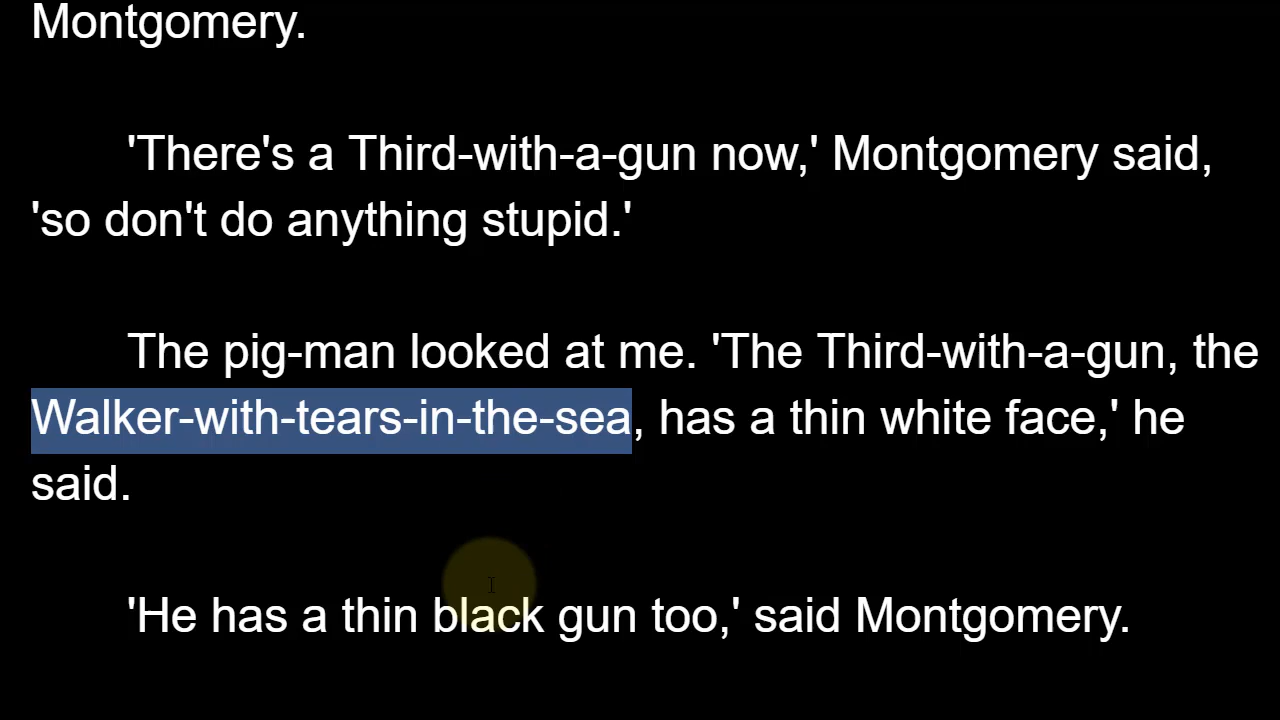 Montgomery.
'There's a Third-with-a-gun now,' Montgomery said,
'so don't do anything stupid.'
The pig-man looked at me. 'The Third-with-a-gun, the
Walker-with-tears-in-the-sea, has a thin white face,' he
said.
'He has a thin black gun too,' said Montgomery.